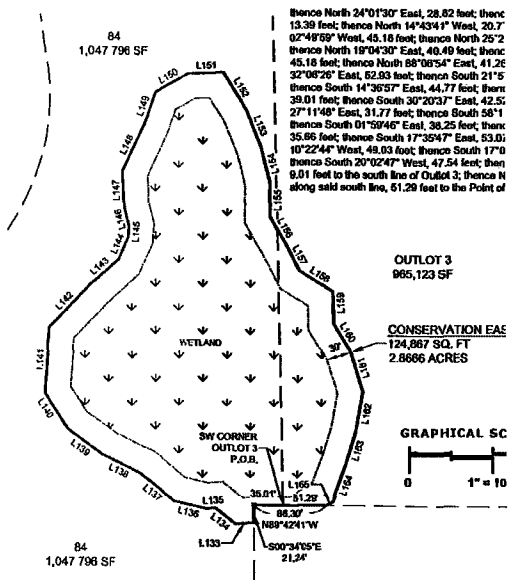 thence North 24°01'30" East, 28.62 feet; thenc
13.39 feet; thence North 14°43'41" West, 20.7
02°49'59" West, 45.18 feet; thence North 25°2
thence North 19°04'30" East, 40.49 feet; thenc
45.18 feet; thence North 88°06'54" East, 41.26
32°06'26" East, 52.93 feet; thence South 21°5
thence South 14°36'57" East, 44.77 feet; thenc
39.01 feet; thence South 30°20'37" East, 42.52
27°11'48" East, 31.77 feet; thence South 58°1
thence South 01°59'46" East, 38.25 feet; thenc
35.66 feet; thence South 17°35'47" East, 53.07
10°22'44" West, 49.03 feet; thence South 17°0
thence South 20°02'47" West, 47.54 feet; then
9.01 feet to the south line of Outlot 3; thence N
along said south line, 51.29 feet to the Point of
84
1,047 796 SF
L150
L151
L152
L149
L153
L148
L154
L147
L155
L146
L145
L156
L144
L143
L157
L158
OUTLOT 3
965,123 SF
L142
L159
L160
WETLAND
30'
CONSERVATION EAS
124,867 SQ. FT
2.8666 ACRES
L141
L161
L140
L162
SW CORNER
OUTLOT 3
P.O.B.
L139
L163
GRAPHICAL SC
L138
L165
L164
0
1" = 10
L137
35.01'
51.29'
L136
L135
86.30'
L134
N89°42'41"W
L133
S00°34'05"E
21.24'
84
1,047 796 SF